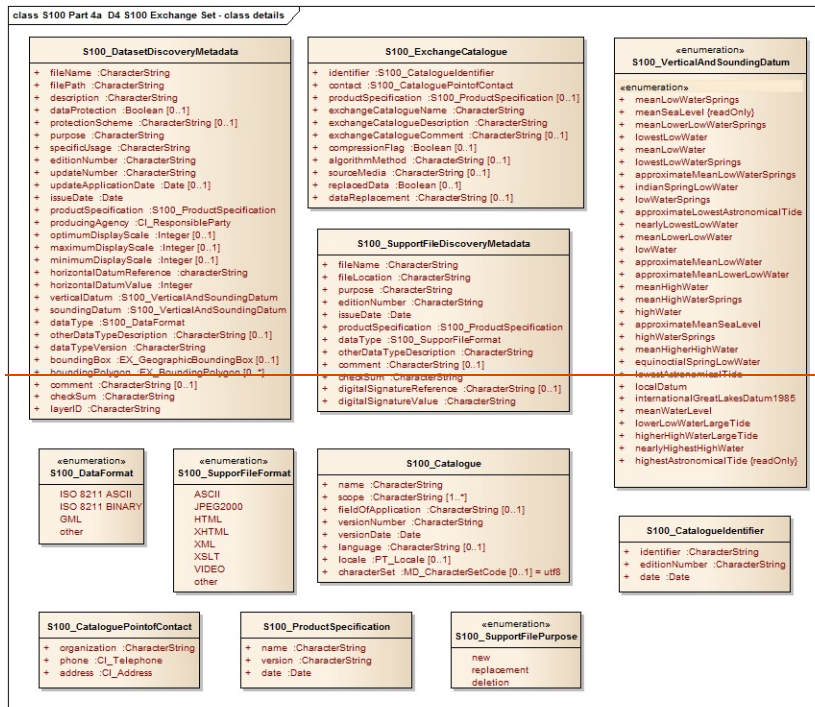 class S100 Part 4a D4 S100 Exchange Set - class details
S100_DatasetDiscoveryMetadata
+ fileName :CharacterString
+ filePath :CharacterString
+ description :CharacterString
+ dataProtection :Boolean [0..1]
+ protectionScheme :CharacterString [0..1]
+ purpose :CharacterString
+ specificUsage :CharacterString
+ editionNumber :CharacterString
+ updateNumber :CharacterString
+ updateApplicationDate :Date [0..1]
+ issueDate :Date
+ productSpecification :S100_ProductSpecification
+ producingAgency :CI_ResponsibleParty
+ optimumDisplayScale :Integer [0..1]
+ maximumDisplayScale :Integer [0..1]
+ minimumDisplayScale :Integer [0..1]
+ horizontalDatumReference :characterString
+ horizontalDatumValue :Integer
+ verticalDatum :S100_VerticalAndSoundingDatum
+ soundingDatum :S100_VerticalAndSoundingDatum
+ dataType :S100_DataFormat
+ otherDataTypeDescription :CharacterString [0..1]
+ dataTypeVersion :CharacterString
+ boundingBox :EX_GeographicBoundingBox [0..1]
+ boundingPolygon :EX_BoundingPolygon [0..*]
+ comment :CharacterString [0..1]
+ checkSum :CharacterString
+ layerID :CharacterString
S100_ExchangeCatalogue
+ identifier :S100_CatalogueIdentifier
+ contact :S100_CataloguePointofContact
+ productSpecification :S100_ProductSpecification [0..1]
+ exchangeCatalogueName :CharacterString
+ exchangeCatalogueDescription :CharacterString
+ exchangeCatalogueComment :CharacterString [0..1]
+ compressionFlag :Boolean [0..1]
+ algorithmMethod :CharacterString [0..1]
+ sourceMedia :CharacterString [0..1]
+ replacedData :Boolean [0..1]
+ dataReplacement :CharacterString [0..1]
S100_SupportFileDiscoveryMetadata
+ fileName :CharacterString
+ fileLocation :CharacterString
+ purpose :CharacterString
+ editionNumber :CharacterString
+ issueDate :Date
+ productSpecification :S100_ProductSpecification
+ dataType :S100_SupporFileFormat
+ otherDataTypeDescription :CharacterString
+ comment :CharacterString [0..1]
+ checkSum :CharacterString
+ digitalSignatureReference :CharacterString [0..1]
+ digitalSignatureValue :CharacterString
«enumeration»
S100_VerticalAndSoundingDatum
«enumeration»
+ meanLowWaterSprings
+ meanSeaLevel {readOnly}
+ meanLowerLowWaterSprings
+ lowestLowWater
+ meanLowWater
+ lowestLowWaterSprings
+ approximateMeanLowWaterSprings
+ indianSpringLowWater
+ lowWaterSprings
+ approximateLowestAstronomicalTide
+ nearlyLowestLowWater
+ meanLowerLowWater
+ lowWater
+ approximateMeanLowWater
+ approximateMeanLowerLowWater
+ meanHighWater
+ meanHighWaterSprings
+ highWater
+ approximateMeanSeaLevel
+ highWaterSprings
+ meanHigherHighWater
+ equinoctialSpringLowWater
+ lowestAstronomicalTide
+ localDatum
+ internationalGreatLakesDatum1985
+ meanWaterLevel
+ lowerLowWaterLargeTide
+ higherHighWaterLargeTide
+ nearlyHighestHighWater
+ highestAstronomicalTide {readOnly}
«enumeration»
S100_DataFormat
ISO 8211 ASCII
ISO 8211 BINARY
GML
other
«enumeration»
S100_SupporFileFormat
ASCII
JPEG2000
HTML
XHTML
XML
XSLT
VIDEO
other
S100_Catalogue
+ name :CharacterString
+ scope :CharacterString [1..*]
+ fieldOfApplication :CharacterString [0..1]
+ versionNumber :CharacterString
+ versionDate :Date
+ language :CharacterString [0..1]
+ locale :PT_Locale [0..1]
+ characterSet :MD_CharacterSetCode [0..1] = utf8
S100_CatalogueIdentifier
+ identifier :CharacterString
+ editionNumber :CharacterString
+ date :Date
S100_CataloguePointofContact
+ organization :CharacterString
+ phone :CI_Telephone
+ address :CI_Address
S100_ProductSpecification
+ name :CharacterString
+ version :CharacterString
+ date :Date
«enumeration»
S100_SupportFilePurpose
new
replacement
deletion